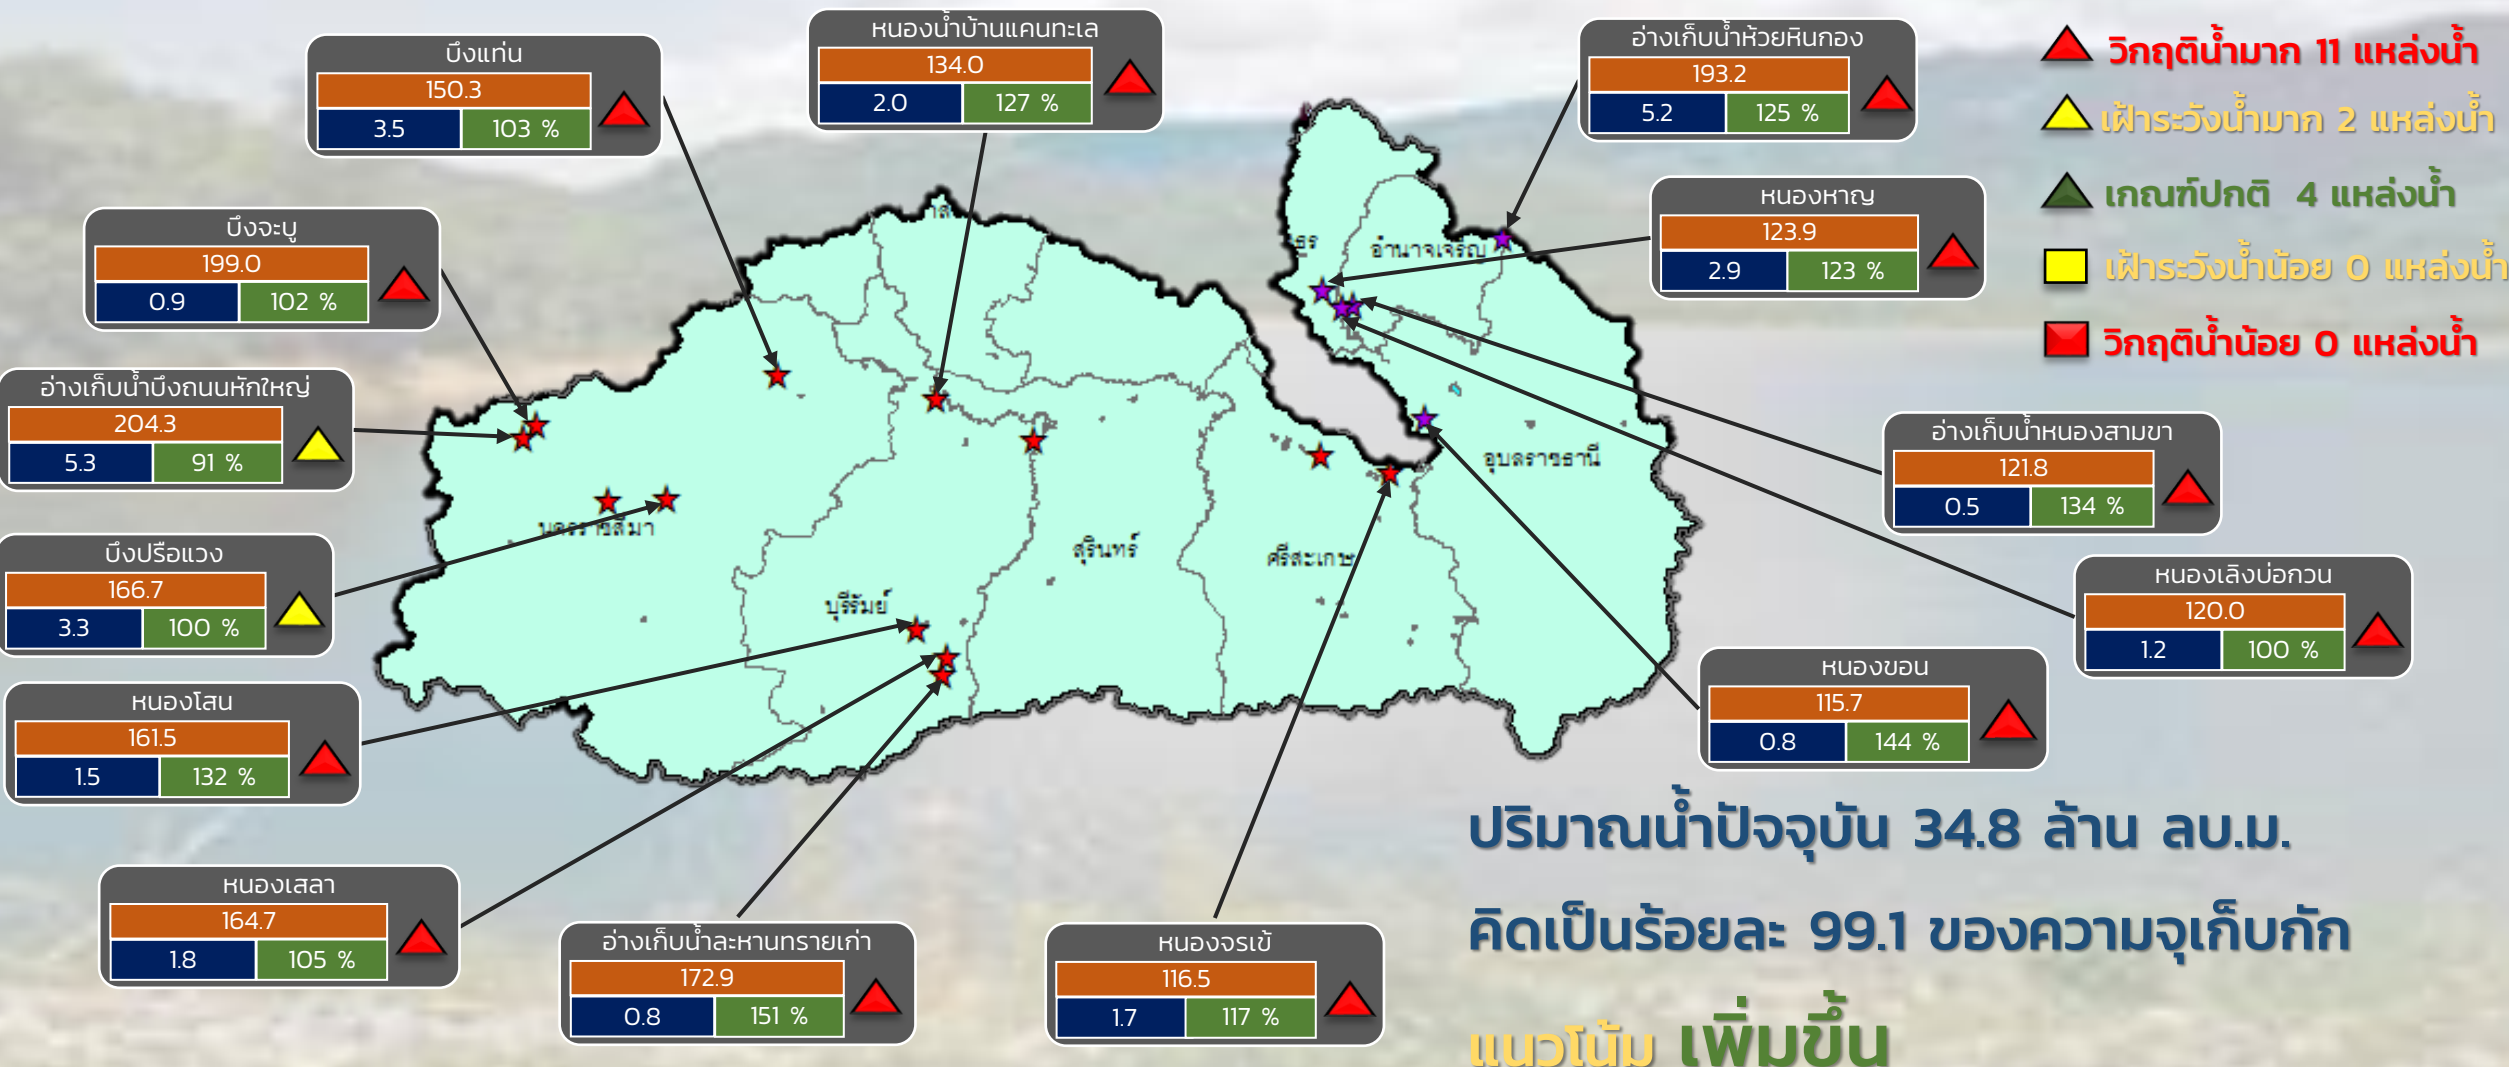 บึงแท่น
150.3
3.5 103 %
หนองน้ำบ้านแคนทะเล
134.0
2.0 127 %
อ่างเก็บน้ำห้วยหินกอง
193.2
5.2 125 %
วิกฤติน้ำมาก 11 แหล่งน้ำ
เฝ้าระวังน้ำมาก 2 แหล่งน้ำ
เกณฑ์ปกติ 4 แหล่งน้ำ
เฝ้าระวังน้ำน้อย 0 แหล่งน้ำ
วิกฤติน้ำน้อย 0 แหล่งน้ำ
บึงจะบู
199.0
0.9 102 %
หนองหาญ
123.9
2.9 123 %
อำนาจเจริญ
อ่างเก็บน้ำบึงถนนหักใหญ่
204.3
5.3 91 %
อ่างเก็บน้ำหนองสามขา
121.8
0.5 134 %
อุบลราชธานี
นครราชสีมา
สุรินทร์
ศรีสะเกษ
บุรีรัมย์
บึงปรือแวง
166.7
3.3 100 %
หนองเลิงบ่อกวน
120.0
1.2 100 %
หนองโสน
161.5
1.5 132 %
หนองขอน
115.7
0.8 144 %
หนองเสลา
164.7
1.8 105 %
อ่างเก็บน้ำละหานทรายเก่า
172.9
0.8 151 %
หนองจรเข้
116.5
1.7 117 %
ปริมาณน้ำปัจจุบัน 34.8 ล้าน ลบ.ม.
คิดเป็นร้อยละ 99.1 ของความจุเก็บกัก
แนวโน้ม เพิ่มขึ้น